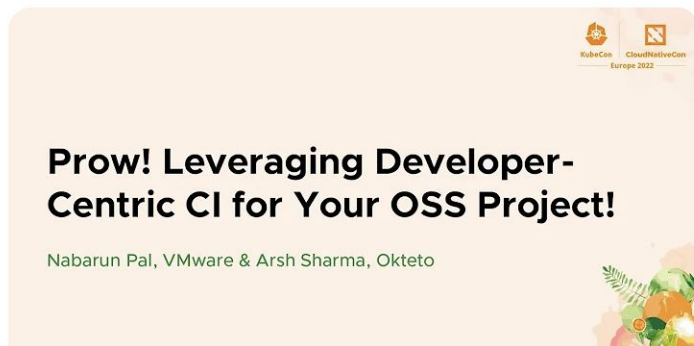 KubeCon
CloudNativeCon
Europe 2022
Prow! Leveraging Developer-
Centric CI for Your OSS Project!
Nabarun Pal, VMware & Arsh Sharma, Okteto